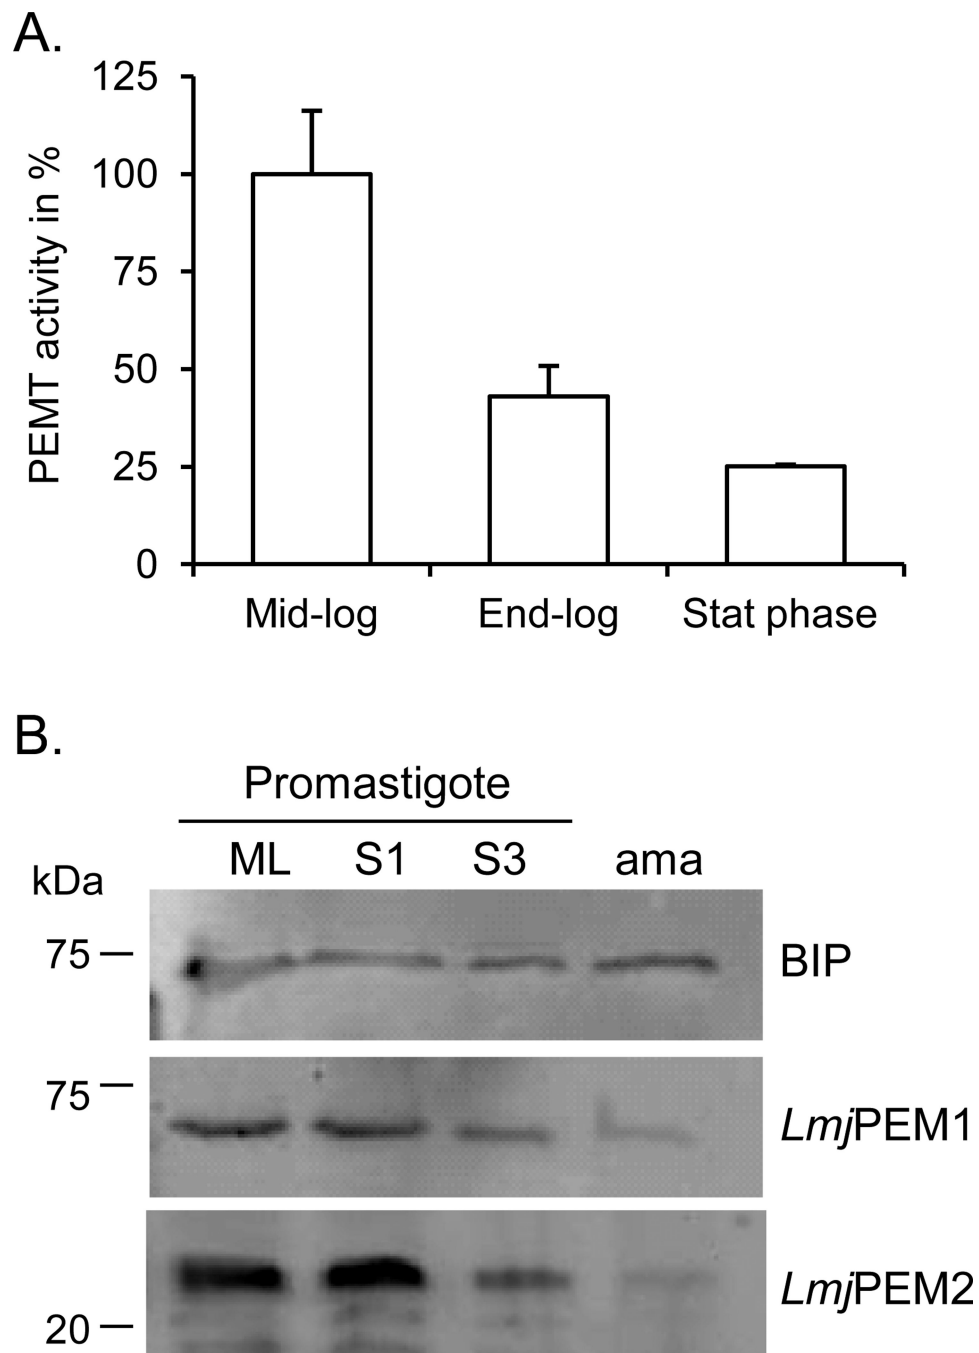 A.
PEMT activity in %
125
100
75
50
25
0
Mid-log End-log Stat phase
B.
Promastigote
ML S1 S3 ama
kDa
75 BIP
75 LmjPEM1
LmjPEM2
20